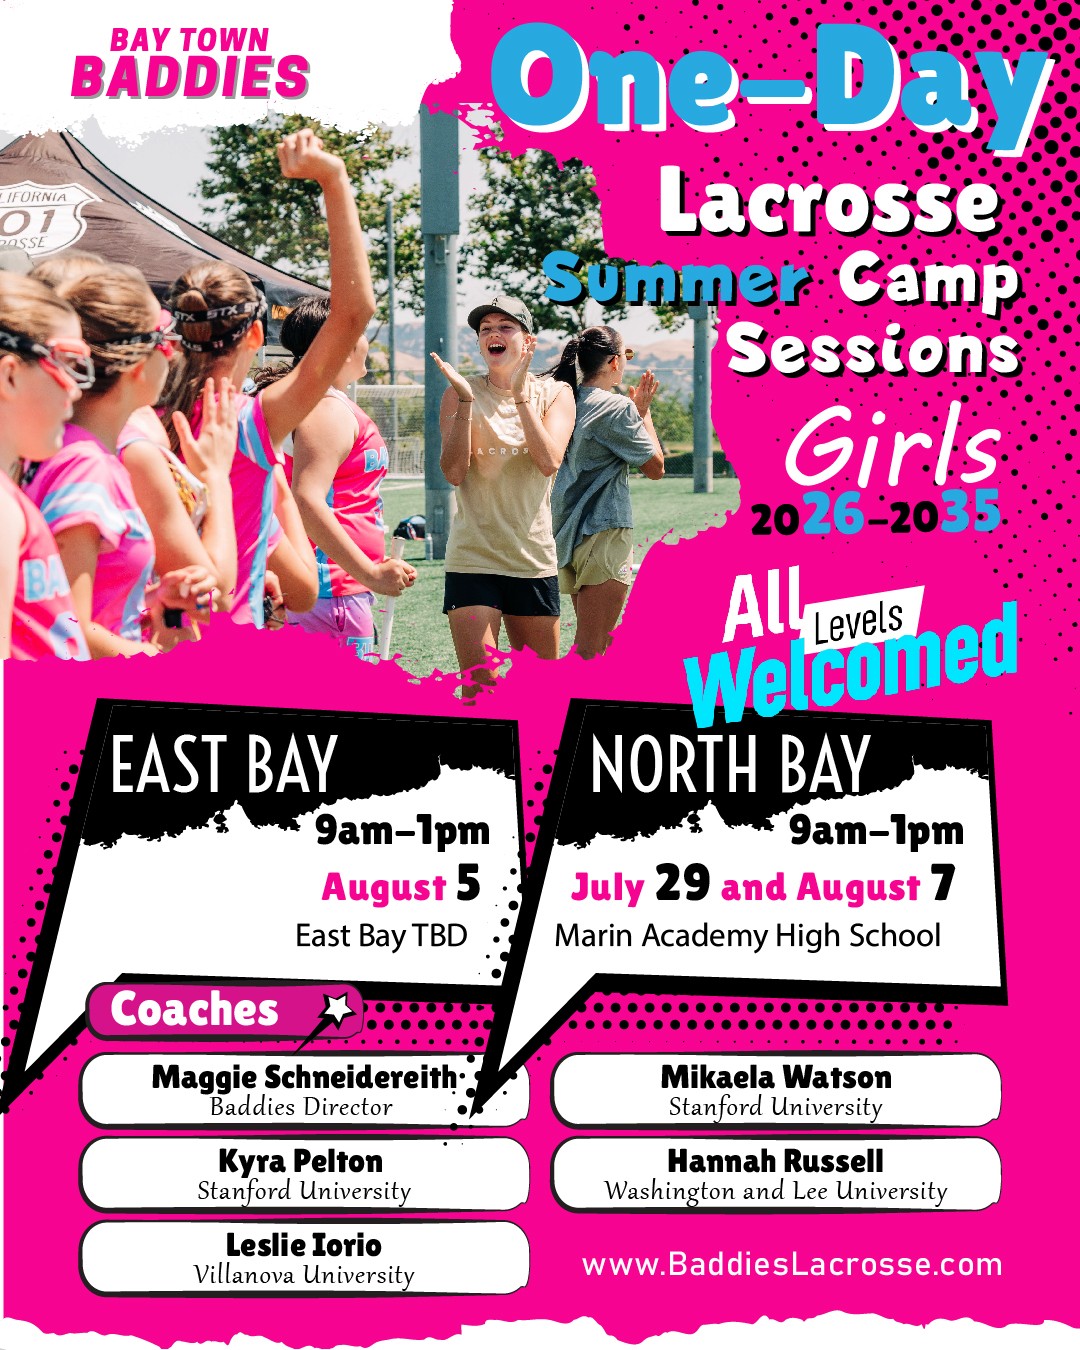 BAY TOWN
BADDIES
One-Day
Lacrosse
Summer Camp
Sessions
Girls
2026-2035
All
Levels
Welcomed
STX
STX
BA
EAST BAY
9am-1pm
August 5
East Bay TBD
NORTH BAY
9am-1pm
July 29 and August 7
Marin Academy High School
Coaches
Maggie Schneidereith
Baddies Director
Mikaela Watson
Stanford University
Kyra Pelton
Stanford University
Hannah Russell
Washington and Lee University
Leslie Iorio
Villanova University
www.BaddiesLacrosse.com